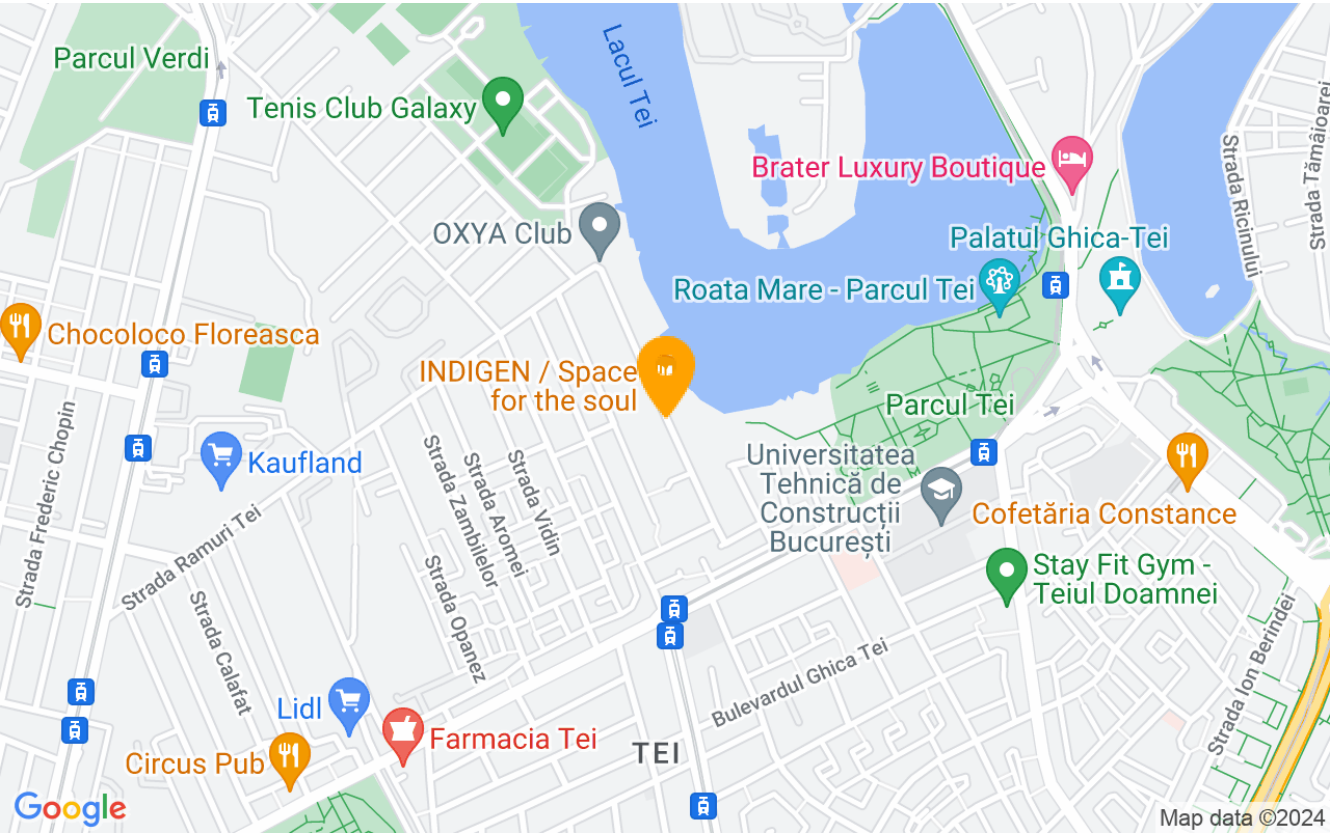 Parcul Verdi
Tenis Club Galaxy
Lacul Tei
Strada Tămâioarei
Strada Ricinului
Brater Luxury Boutique
OXYA Club
Palatul Ghica-Tei
Roata Mare - Parcul Tei
Chocoloco Floreasca
INDIGEN / Space
for the soul
Parcul Tei
Strada Frederic Chopin
Kaufland
Strada Zambilelor
Strada Aromei
Strada Vidin
Universitatea
Tehnică de
Construcții
București
Cofetăria Constance
Strada Ramuri Tei
Strada Opanez
Stay Fit Gym -
Teiul Doamnei
Strada Calafat
Bulevardul Ghica Tei
Strada Ion Berindei
Lidl
Farmacia Tei
TEI
Circus Pub
Google
Map data ©2024